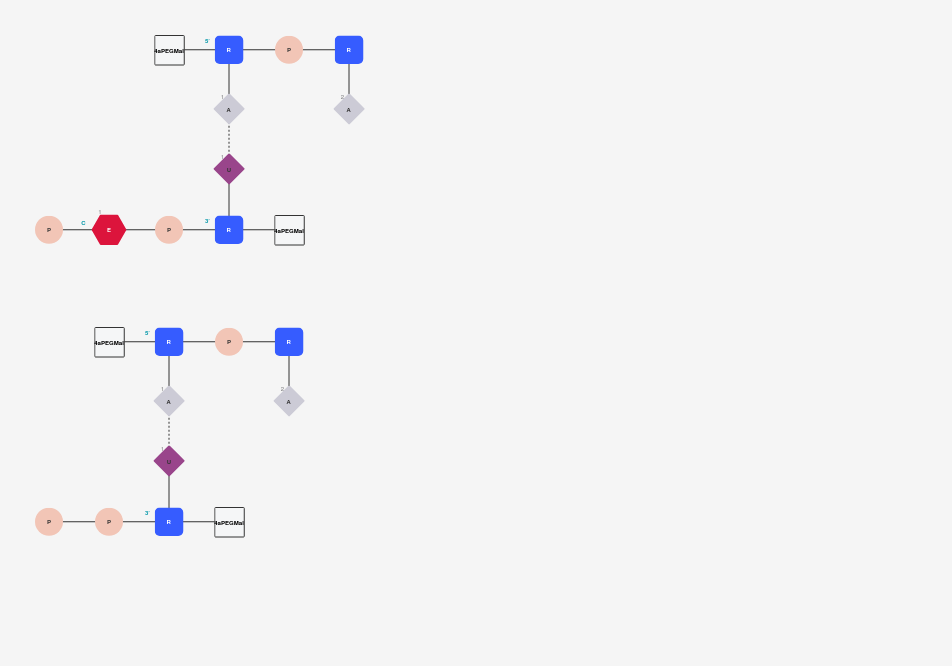 4aPEGMal 5' R P R
1 A 2 A
1 U
P C 1 E P 3' R 4aPEGMal
4aPEGMal 5' R P R
1 A 2 A
1 U
P P 3' R 4aPEGMal